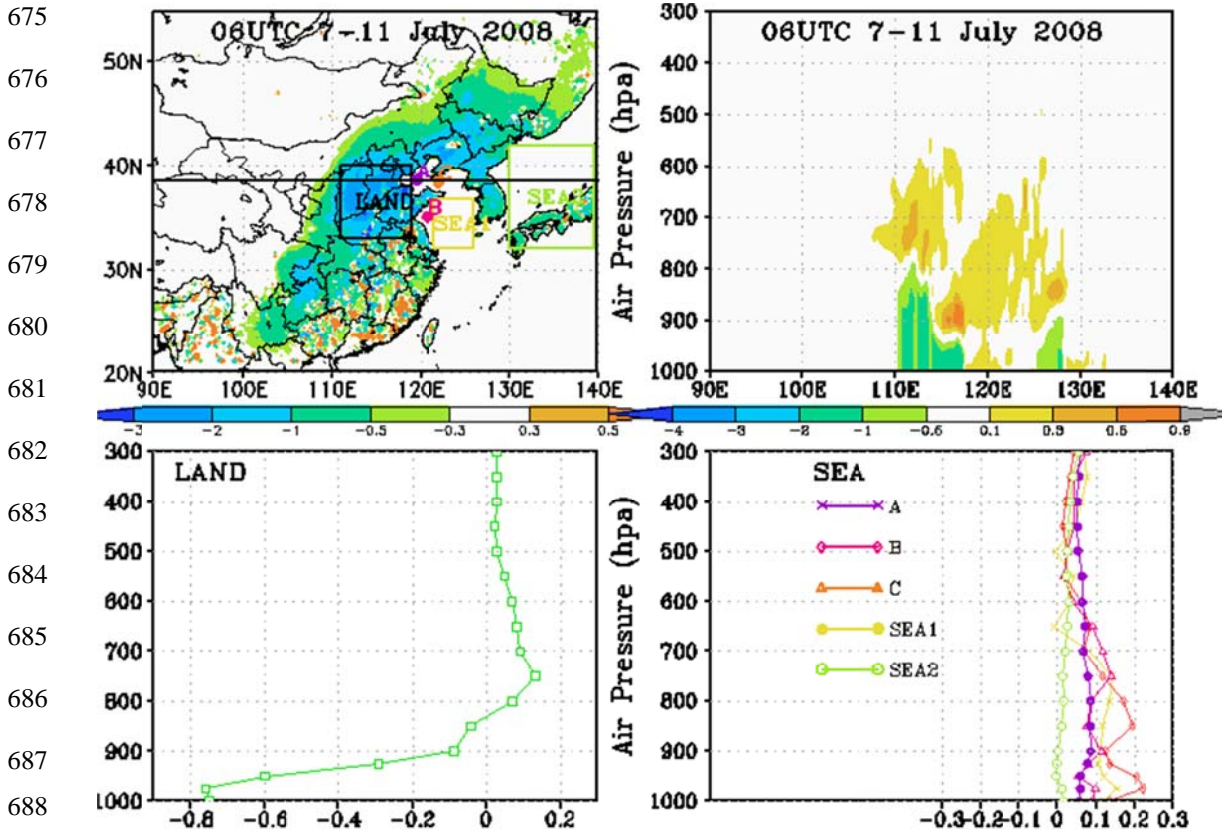 675
676
677
678
679
680
681
682
683
684
685
686
687
688
06UTC 7-11 July 2008
50N
40N
30N
20N
90E 100E 110E 120E 130E 140E
A
LAND
B
SEA1
-3 -2 -1 -0.5 -0.3 0.3 0.5
06UTC 7-11 July 2008
Air Pressure (hpa)
300
400
500
600
700
800
900
1000
90E 100E 110E 120E 130E 140E
-4 -3 -2 -1 -0.6 0.1 0.3 0.5 0.9
LAND
300
400
500
600
700
800
900
1000
-0.8 -0.6 -0.4 -0.2 0 0.2
SEA
Air Pressure (hpa)
A
B
C
SEA1
SEA2
300
400
500
600
700
800
900
1000
-0.3 -0.2 -0.1 0 0.1 0.2 0.3